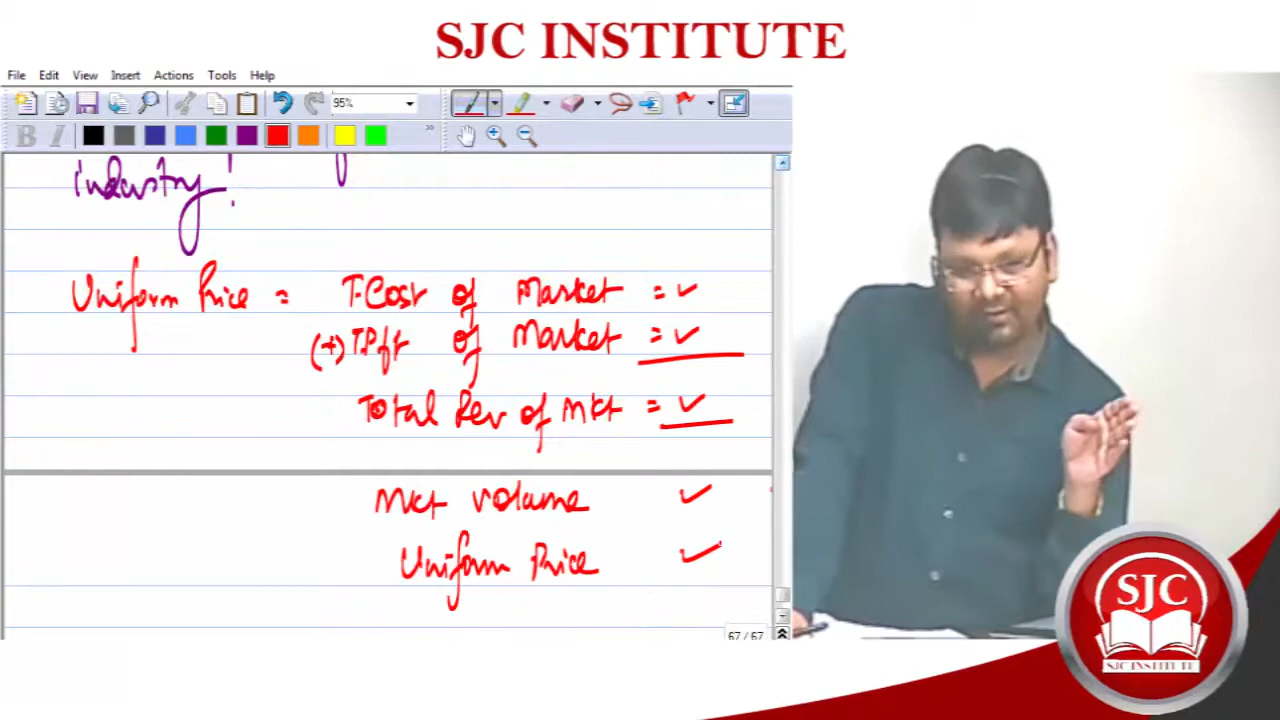 SJC INSTITUTE
File Edit View Insert Actions Tools Help
95%
B I
industry!
Uniform Price = T.Cost of Market = ✓
(+) T.Pft of Market = ✓
Total Rev of Mkt = ✓
Mkt volume ✓
Uniform Price ✓
67/67
SJC
SJC INSTITUTE